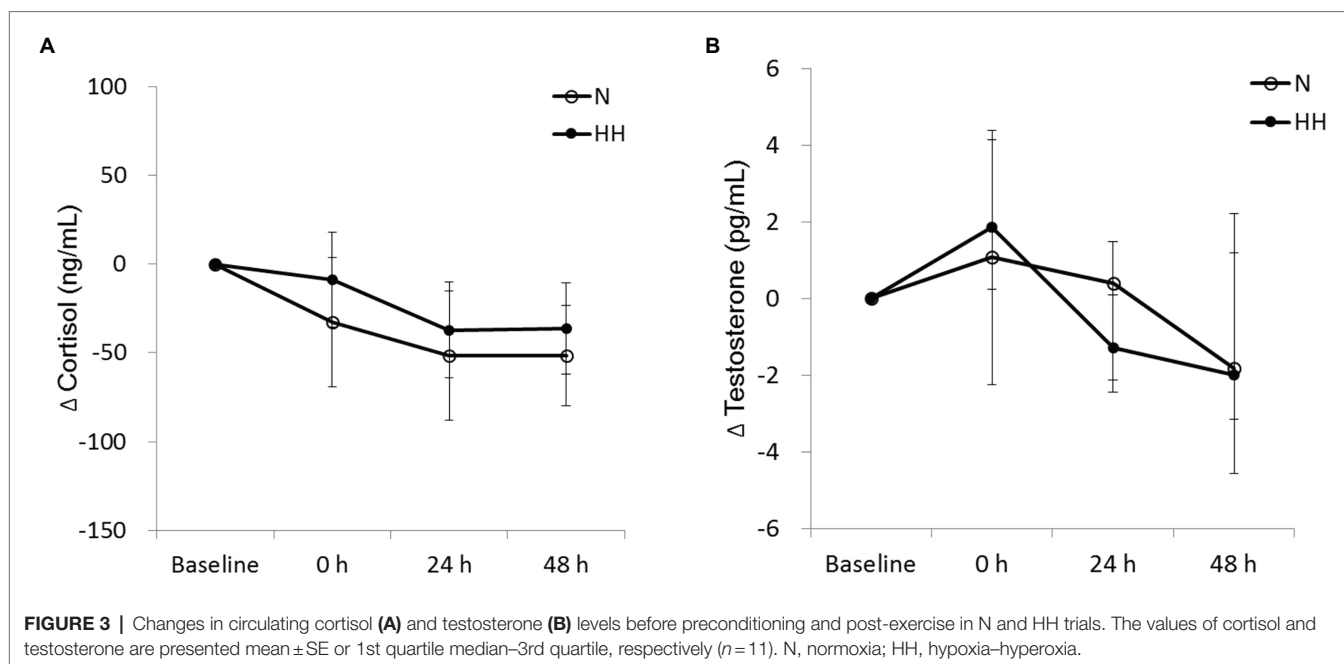 A
100
50
0
-50
-100
-150
Δ Cortisol (ng/mL)
N
HH
Baseline 0 h 24 h 48 h
B
6
4
2
0
-2
-4
-6
Δ Testosterone (pg/mL)
N
HH
Baseline 0 h 24 h 48 h
FIGURE 3 | Changes in circulating cortisol (A) and testosterone (B) levels before preconditioning and post-exercise in N and HH trials. The values of cortisol and
testosterone are presented mean ± SE or 1st quartile median–3rd quartile, respectively (n = 11). N, normoxia; HH, hypoxia–hyperoxia.